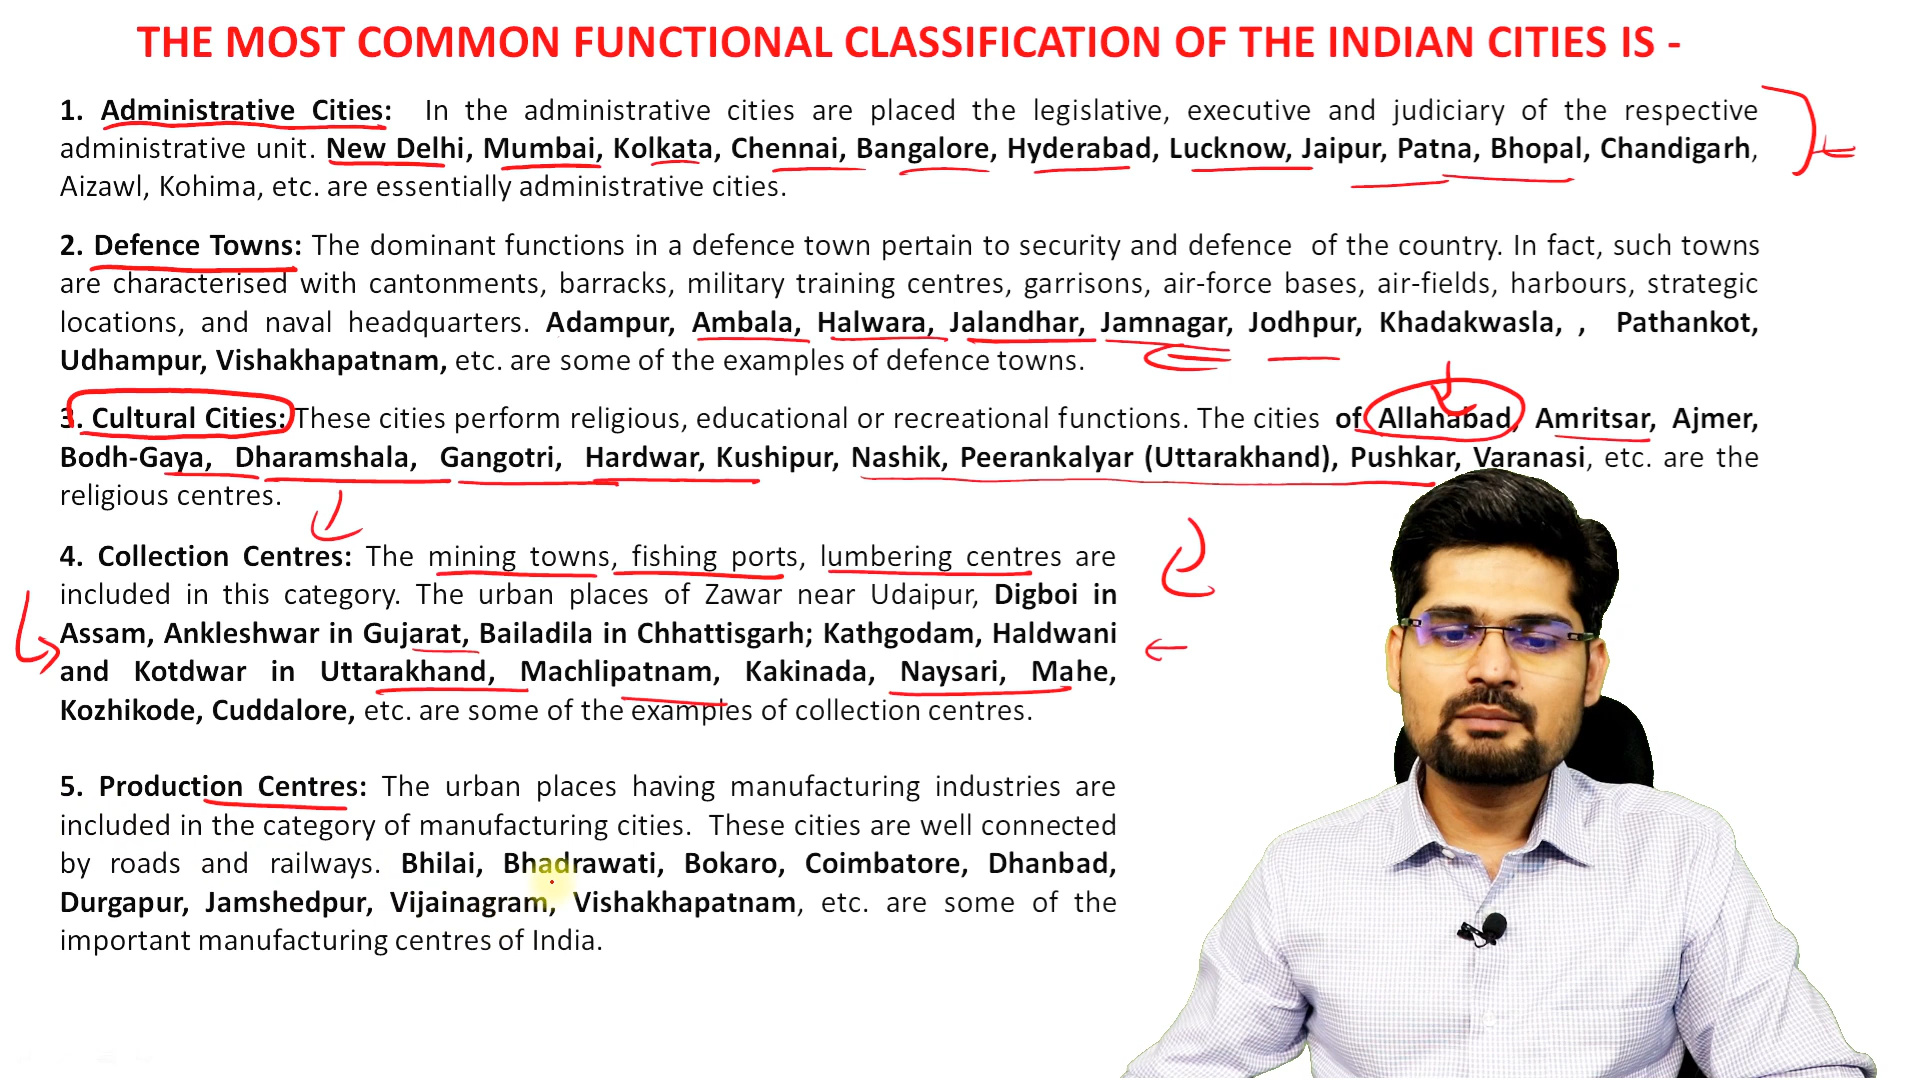 THE MOST COMMON FUNCTIONAL CLASSIFICATION OF THE INDIAN CITIES IS -
1. Administrative Cities: In the administrative cities are placed the legislative, executive and judiciary of the respective
administrative unit. New Delhi, Mumbai, Kolkata, Chennai, Bangalore, Hyderabad, Lucknow, Jaipur, Patna, Bhopal, Chandigarh,
Aizawl, Kohima, etc. are essentially administrative cities.
2. Defence Towns: The dominant functions in a defence town pertain to security and defence of the country. In fact, such towns
are characterised with cantonments, barracks, military training centres, garrisons, air-force bases, air-fields, harbours, strategic
locations, and naval headquarters. Adampur, Ambala, Halwara, Jalandhar, Jamnagar, Jodhpur, Khadakwasla, , Pathankot,
Udhampur, Vishakhapatnam, etc. are some of the examples of defence towns.
3. Cultural Cities: These cities perform religious, educational or recreational functions. The cities of Allahabad, Amritsar, Ajmer,
Bodh-Gaya, Dharamshala, Gangotri, Hardwar, Kushipur, Nashik, Peerankalyar (Uttarakhand), Pushkar, Varanasi, etc. are the
religious centres.
4. Collection Centres: The mining towns, fishing ports, lumbering centres are
included in this category. The urban places of Zawar near Udaipur, Digboi in
Assam, Ankleshwar in Gujarat, Bailadila in Chhattisgarh; Kathgodam, Haldwani
and Kotdwar in Uttarakhand, Machlipatnam, Kakinada, Naysari, Mahe,
Kozhikode, Cuddalore, etc. are some of the examples of collection centres.
5. Production Centres: The urban places having manufacturing industries are
included in the category of manufacturing cities. These cities are well connected
by roads and railways. Bhilai, Bhadrawati, Bokaro, Coimbatore, Dhanbad,
Durgapur, Jamshedpur, Vijainagram, Vishakhapatnam, etc. are some of the
important manufacturing centres of India.